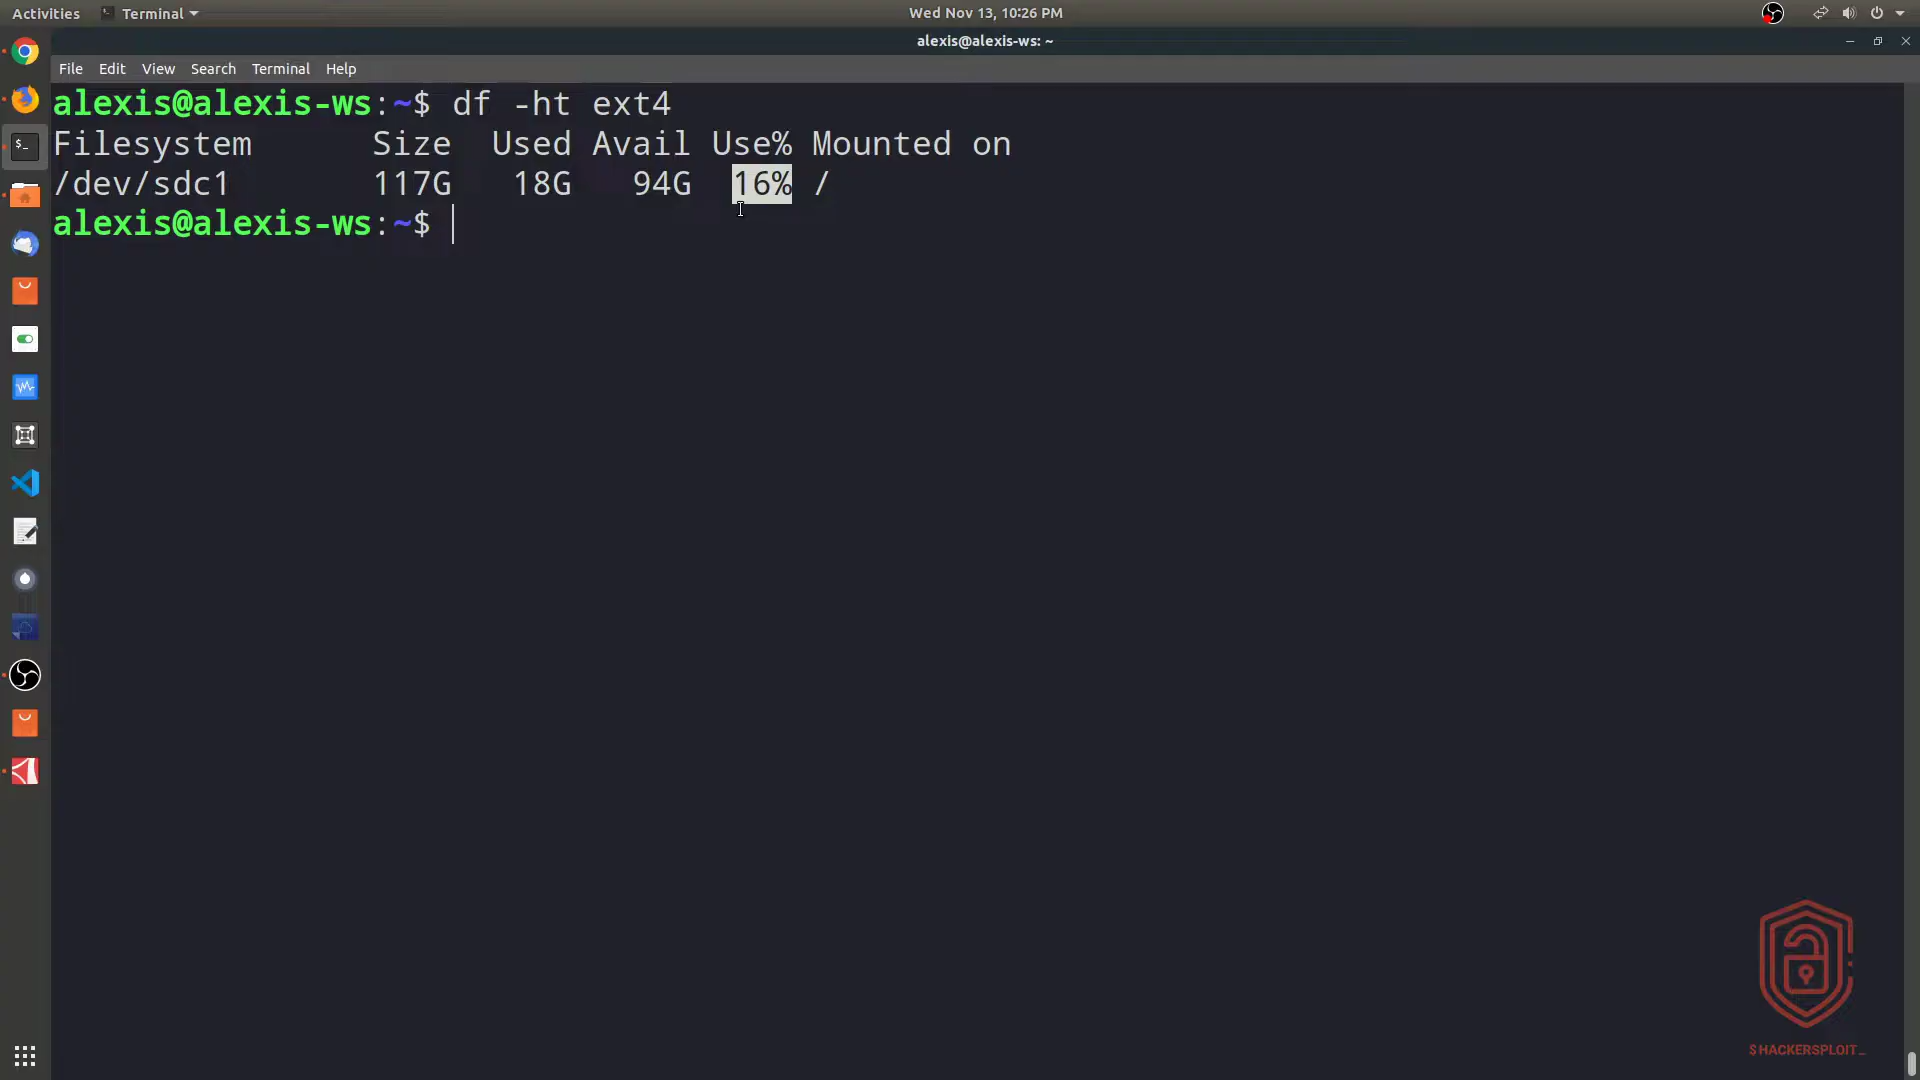 Activities Terminal Wed Nov 13, 10:26 PM
alexis@alexis-ws: ~
File Edit View Search Terminal Help
alexis@alexis-ws:~$ df -ht ext4
Filesystem Size Used Avail Use% Mounted on
/dev/sdc1 117G 18G 94G 16% /
alexis@alexis-ws:~$
$HACKERSPLOIT_